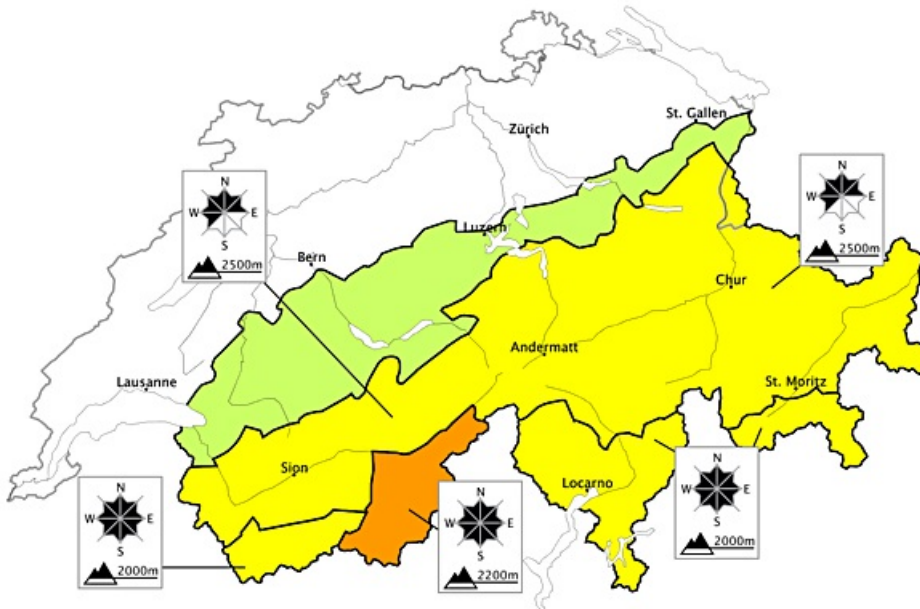 St. Gallen
Zürich
N
W E
S
2500m
N
W E
S
2500m
Luzern
Bern
Chur
Andermatt
Lausanne
St. Moritz
Sion
Locarno
N
W E
S
2000m
N
W E
S
2200m
N
W E
S
2000m